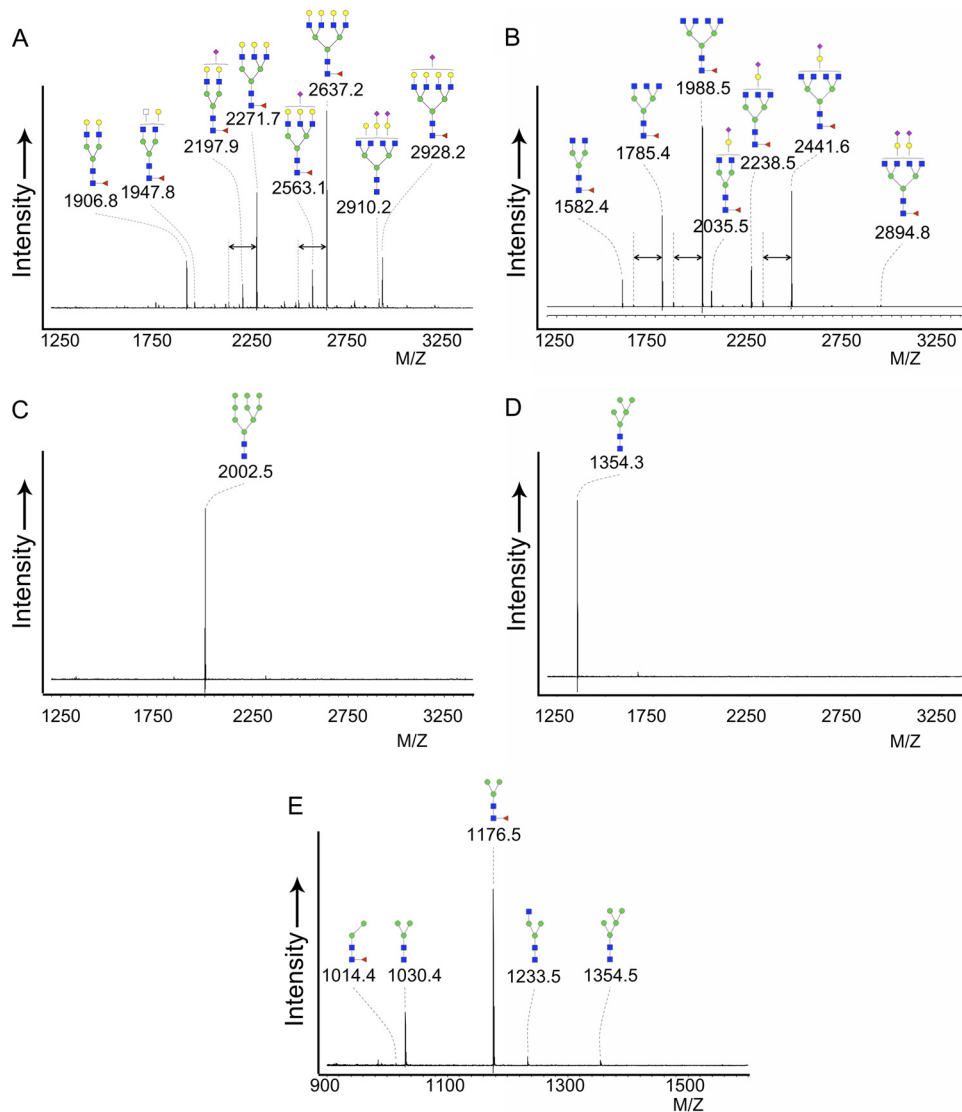 A
Intensity
1906.8
1947.8
2197.9
2271.7
2563.1
2637.2
2910.2
2928.2
1250 1750 2250 2750 3250
M/Z
B
Intensity
1582.4
1785.4
1988.5
2035.5
2238.5
2441.6
2894.8
1250 1750 2250 2750 3250
M/Z
C
Intensity
2002.5
1250 1750 2250 2750 3250
M/Z
D
Intensity
1354.3
1250 1750 2250 2750 3250
M/Z
E
Intensity
1014.4
1030.4
1176.5
1233.5
1354.5
900 1100 1300 1500
M/Z